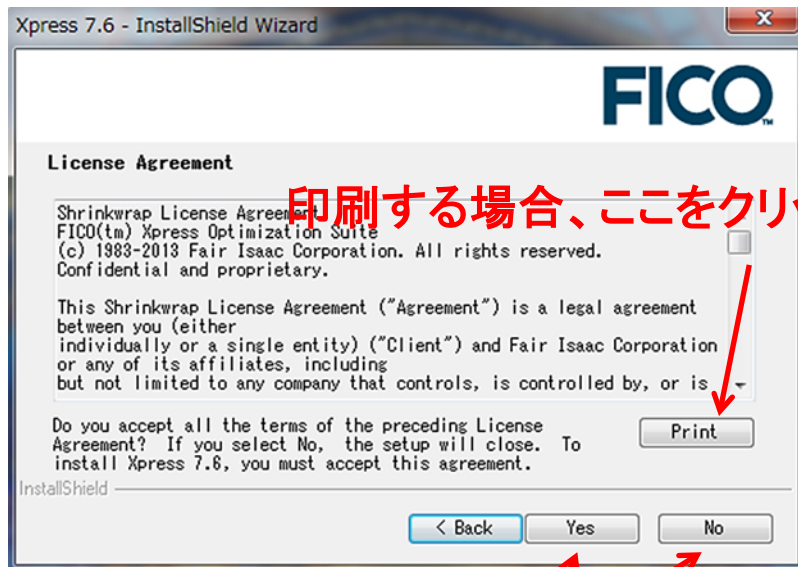 Xpress 7.6 - InstallShield Wizard
FICO
License Agreement
印刷する場合、ここをクリ
Shrinkwrap License Agreement
FICO(tm) Xpress Optimization Suite
(c) 1983-2013 Fair Isaac Corporation. All rights reserved.
Confidential and proprietary.
This Shrinkwrap License Agreement ("Agreement") is a legal agreement
between you (either
individually or a single entity) ("Client") and Fair Isaac Corporation
or any of its affiliates, including
but not limited to any company that controls, is controlled by, or is
Do you accept all the terms of the preceding License
Agreement? If you select No, the setup will close. To
install Xpress 7.6, you must accept this agreement.
Print
InstallShield
< Back
Yes
No